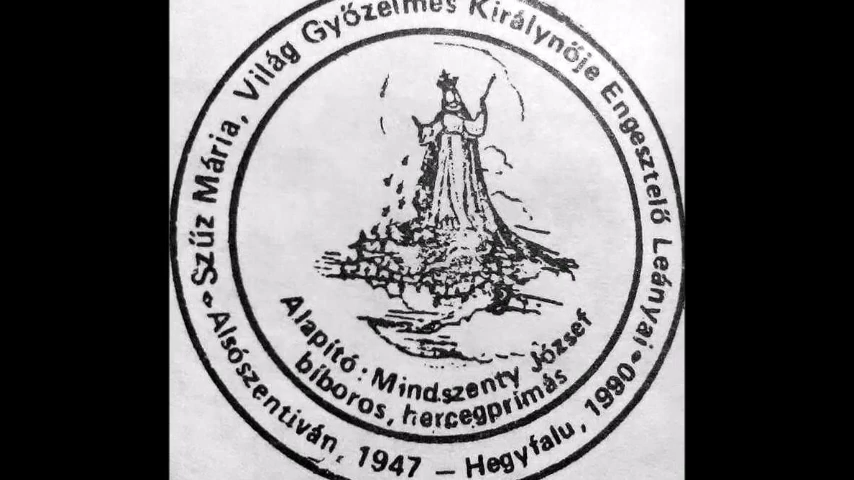 Szűz Mária, Világ Győzelmes Királynője Engesztelő Leányai
Alsószentiván, 1947 – Hegyfalu, 1990
Alapító: Mindszenty József
bíboros, hercegprímás